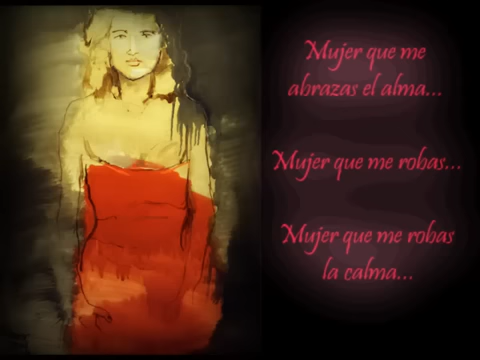 Mujer que me
abrazas el alma...
Mujer que me robas...
Mujer que me robas
la calma...